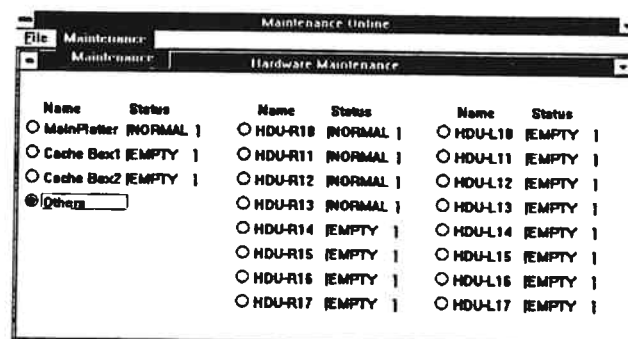 Maintenance Online
File Maintenance
Maintenance
Hardware Maintenance
Name Status Name Status Name Status
MainPlatter [NORMAL ] HDU-R10 [NORMAL ] HDU-L10 [EMPTY ]
Cache Box1 [EMPTY ] HDU-R11 [NORMAL ] HDU-L11 [EMPTY ]
Cache Box2 [EMPTY ] HDU-R12 [NORMAL ] HDU-L12 [EMPTY ]
Others HDU-R13 [NORMAL ] HDU-L13 [EMPTY ]
HDU-R14 [EMPTY ] HDU-L14 [EMPTY ]
HDU-R15 [EMPTY ] HDU-L15 [EMPTY ]
HDU-R16 [EMPTY ] HDU-L16 [EMPTY ]
HDU-R17 [EMPTY ] HDU-L17 [EMPTY ]